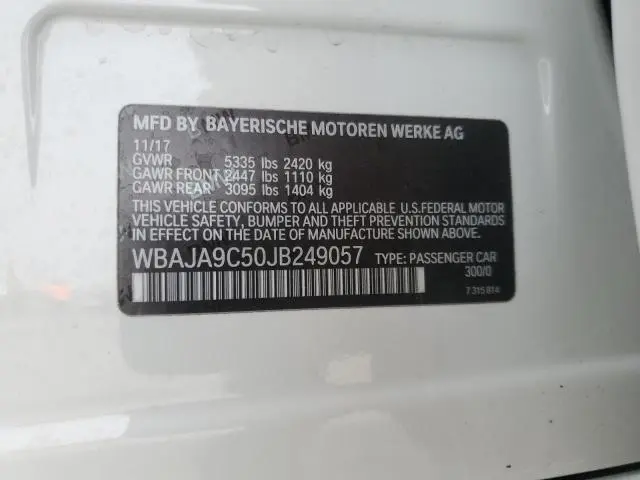 MFD BY BAYERISCHE MOTOREN WERKE AG
11/17
GVWR 5335 lbs 2420 kg
GAWR FRONT 2447 lbs 1110 kg
GAWR REAR 3095 lbs 1404 kg
THIS VEHICLE CONFORMS TO ALL APPLICABLE U.S.FEDERAL MOTOR
VEHICLE SAFETY, BUMPER AND THEFT PREVENTION STANDARDS
IN EFFECT ON THE DATE OF MANUFACTURE SHOWN ABOVE.
WBAJA9C50JB249057 TYPE: PASSENGER CAR
300/0
7315814